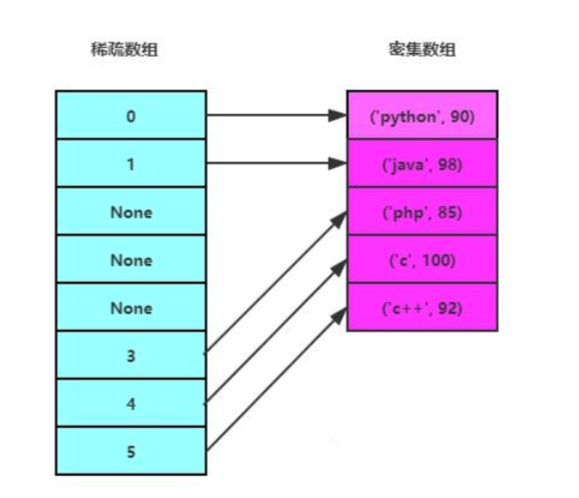 稀疏数组
密集数组
0
1
None
None
None
3
4
5
('python', 90)
('java', 98)
('php', 85)
('c', 100)
('c++', 92)